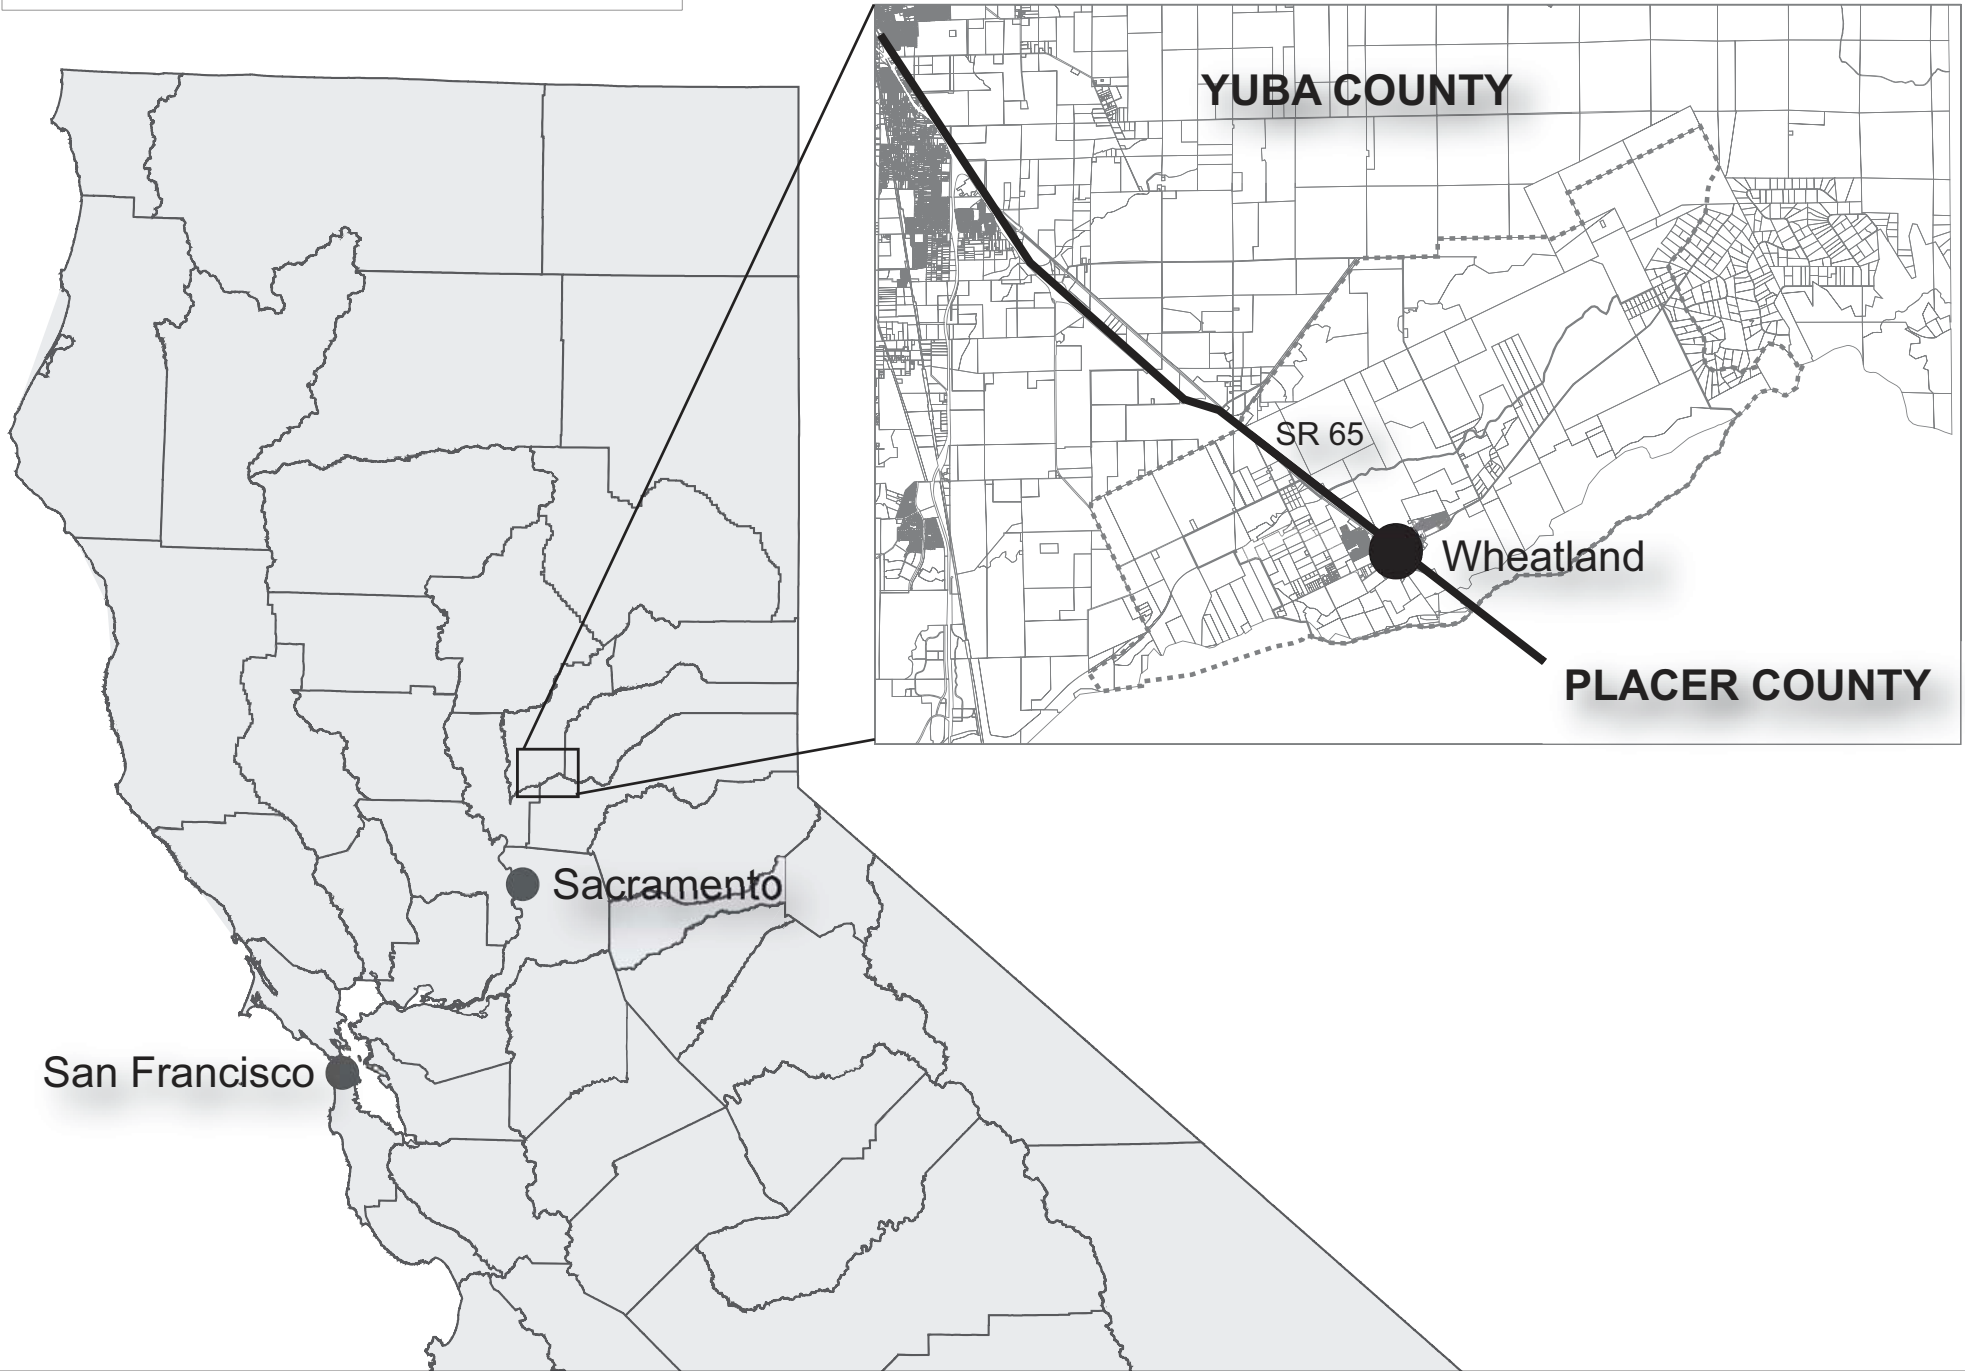 YUBA COUNTY
SR 65
Wheatland
PLACER COUNTY
Sacramento
San Francisco